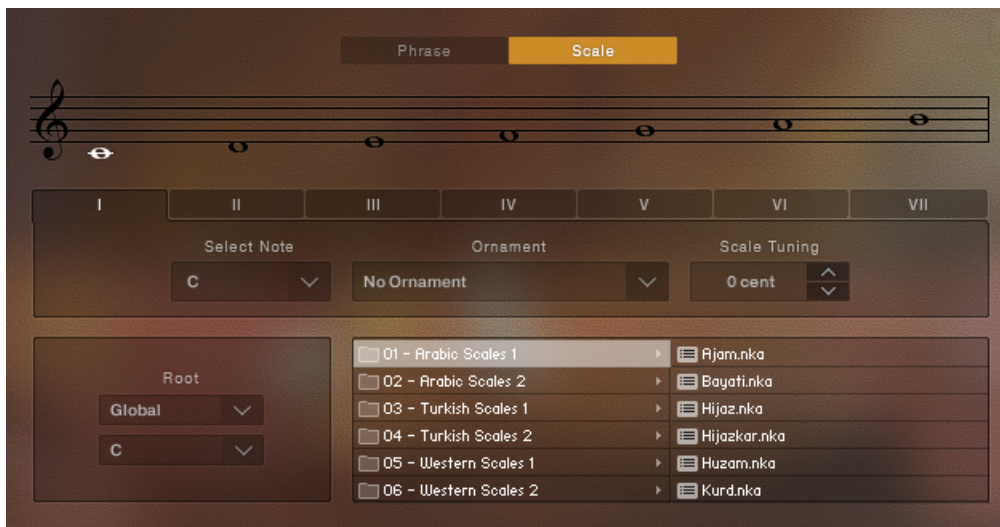 Phrase Scale
I II III IV V VI VII
Select Note Ornament Scale Tuning
C No Ornament 0 cent
Root
Global
C
01 - Arabic Scales 1 Ajam.nka
02 - Arabic Scales 2 Bayati.nka
03 - Turkish Scales 1 Hijaz.nka
04 - Turkish Scales 2 Hijazkar.nka
05 - Western Scales 1 Huzam.nka
06 - Western Scales 2 Kurd.nka